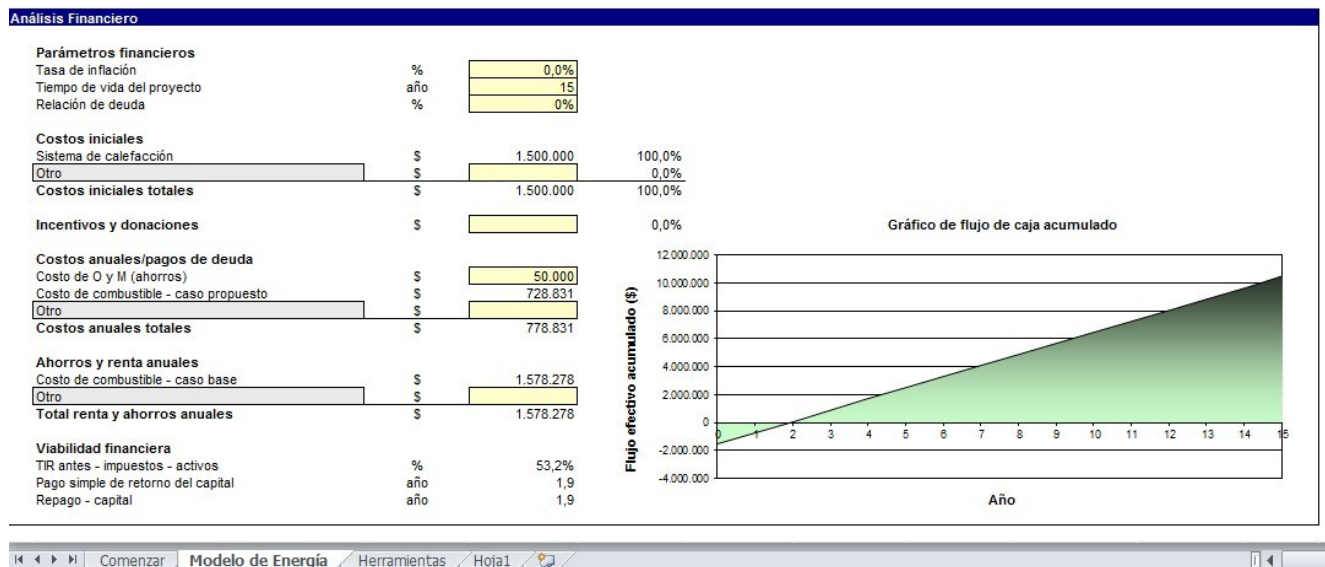 Análisis Financiero
Parámetros financieros
Tasa de inflación % 0,0%
Tiempo de vida del proyecto año 15
Relación de deuda % 0%
Costos iniciales
Sistema de calefacción $ 1.500.000 100,0%
Otro $ 0,0%
Costos iniciales totales $ 1.500.000 100,0%
Incentivos y donaciones $ 0,0%
Costos anuales/pagos de deuda
Costo de O y M (ahorros) $ 50.000
Costo de combustible - caso propuesto $ 728.831
Otro $
Costos anuales totales $ 778.831
Ahorros y renta anuales
Costo de combustible - caso base $ 1.578.278
Otro $
Total renta y ahorros anuales $ 1.578.278
Viabilidad financiera
TIR antes - impuestos - activos % 53,2%
Pago simple de retorno del capital año 1,9
Repago - capital año 1,9
Gráfico de flujo de caja acumulado
Flujo efectivo acumulado ($)
12.000.000
10.000.000
8.000.000
6.000.000
4.000.000
2.000.000
0
-2.000.000
-4.000.000
0 1 2 3 4 5 6 7 8 9 10 11 12 13 14 15
Año
Comenzar Modelo de Energía Herramientas Hoja1